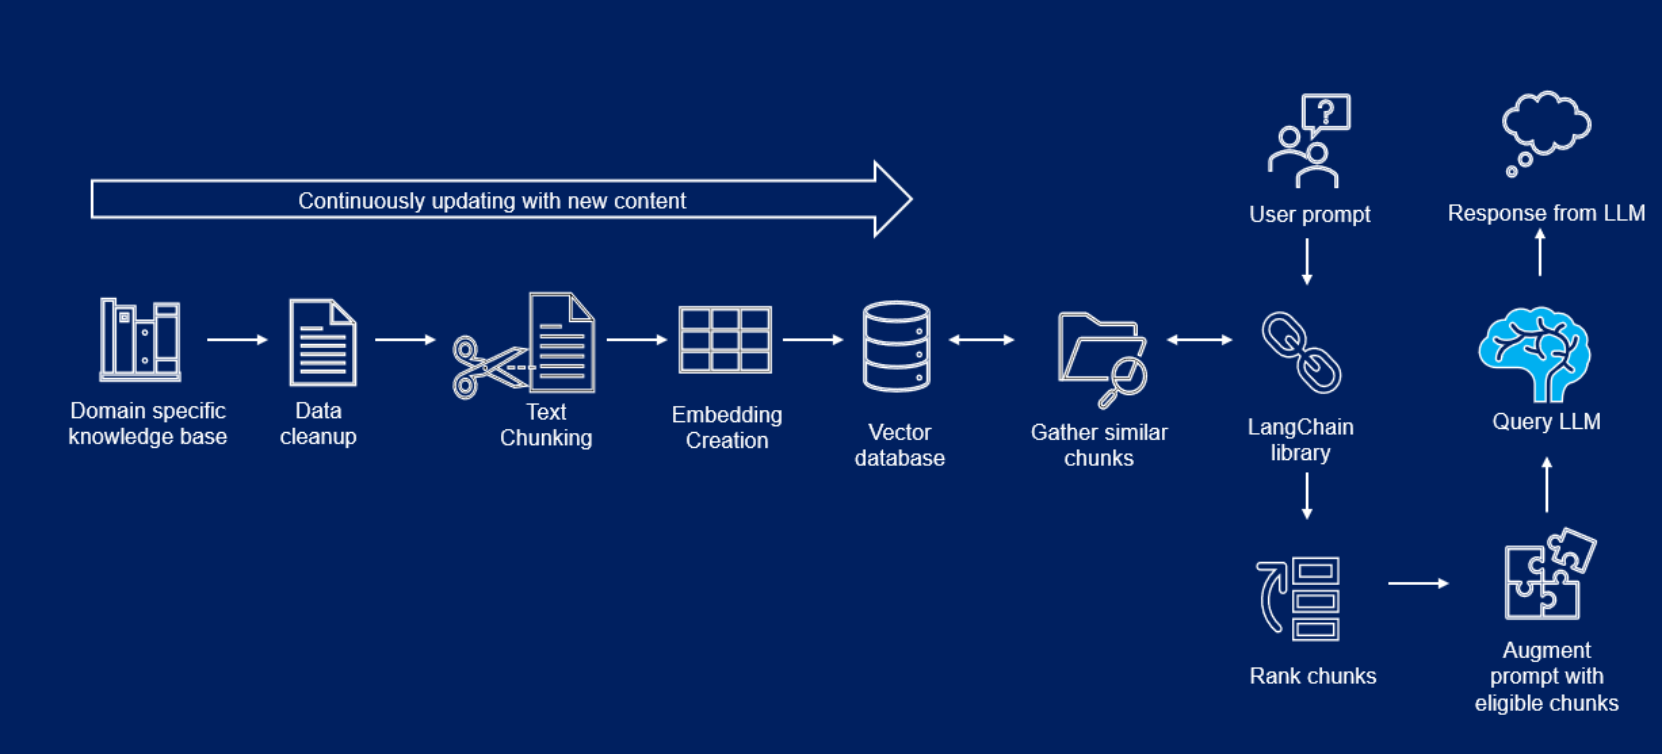 Continuously updating with new content
User prompt
Response from LLM
?
Domain specific
knowledge base
Data
cleanup
Text
Chunking
Embedding
Creation
Vector
database
Gather similar
chunks
LangChain
library
Query LLM
Rank chunks
Augment
prompt with
eligible chunks